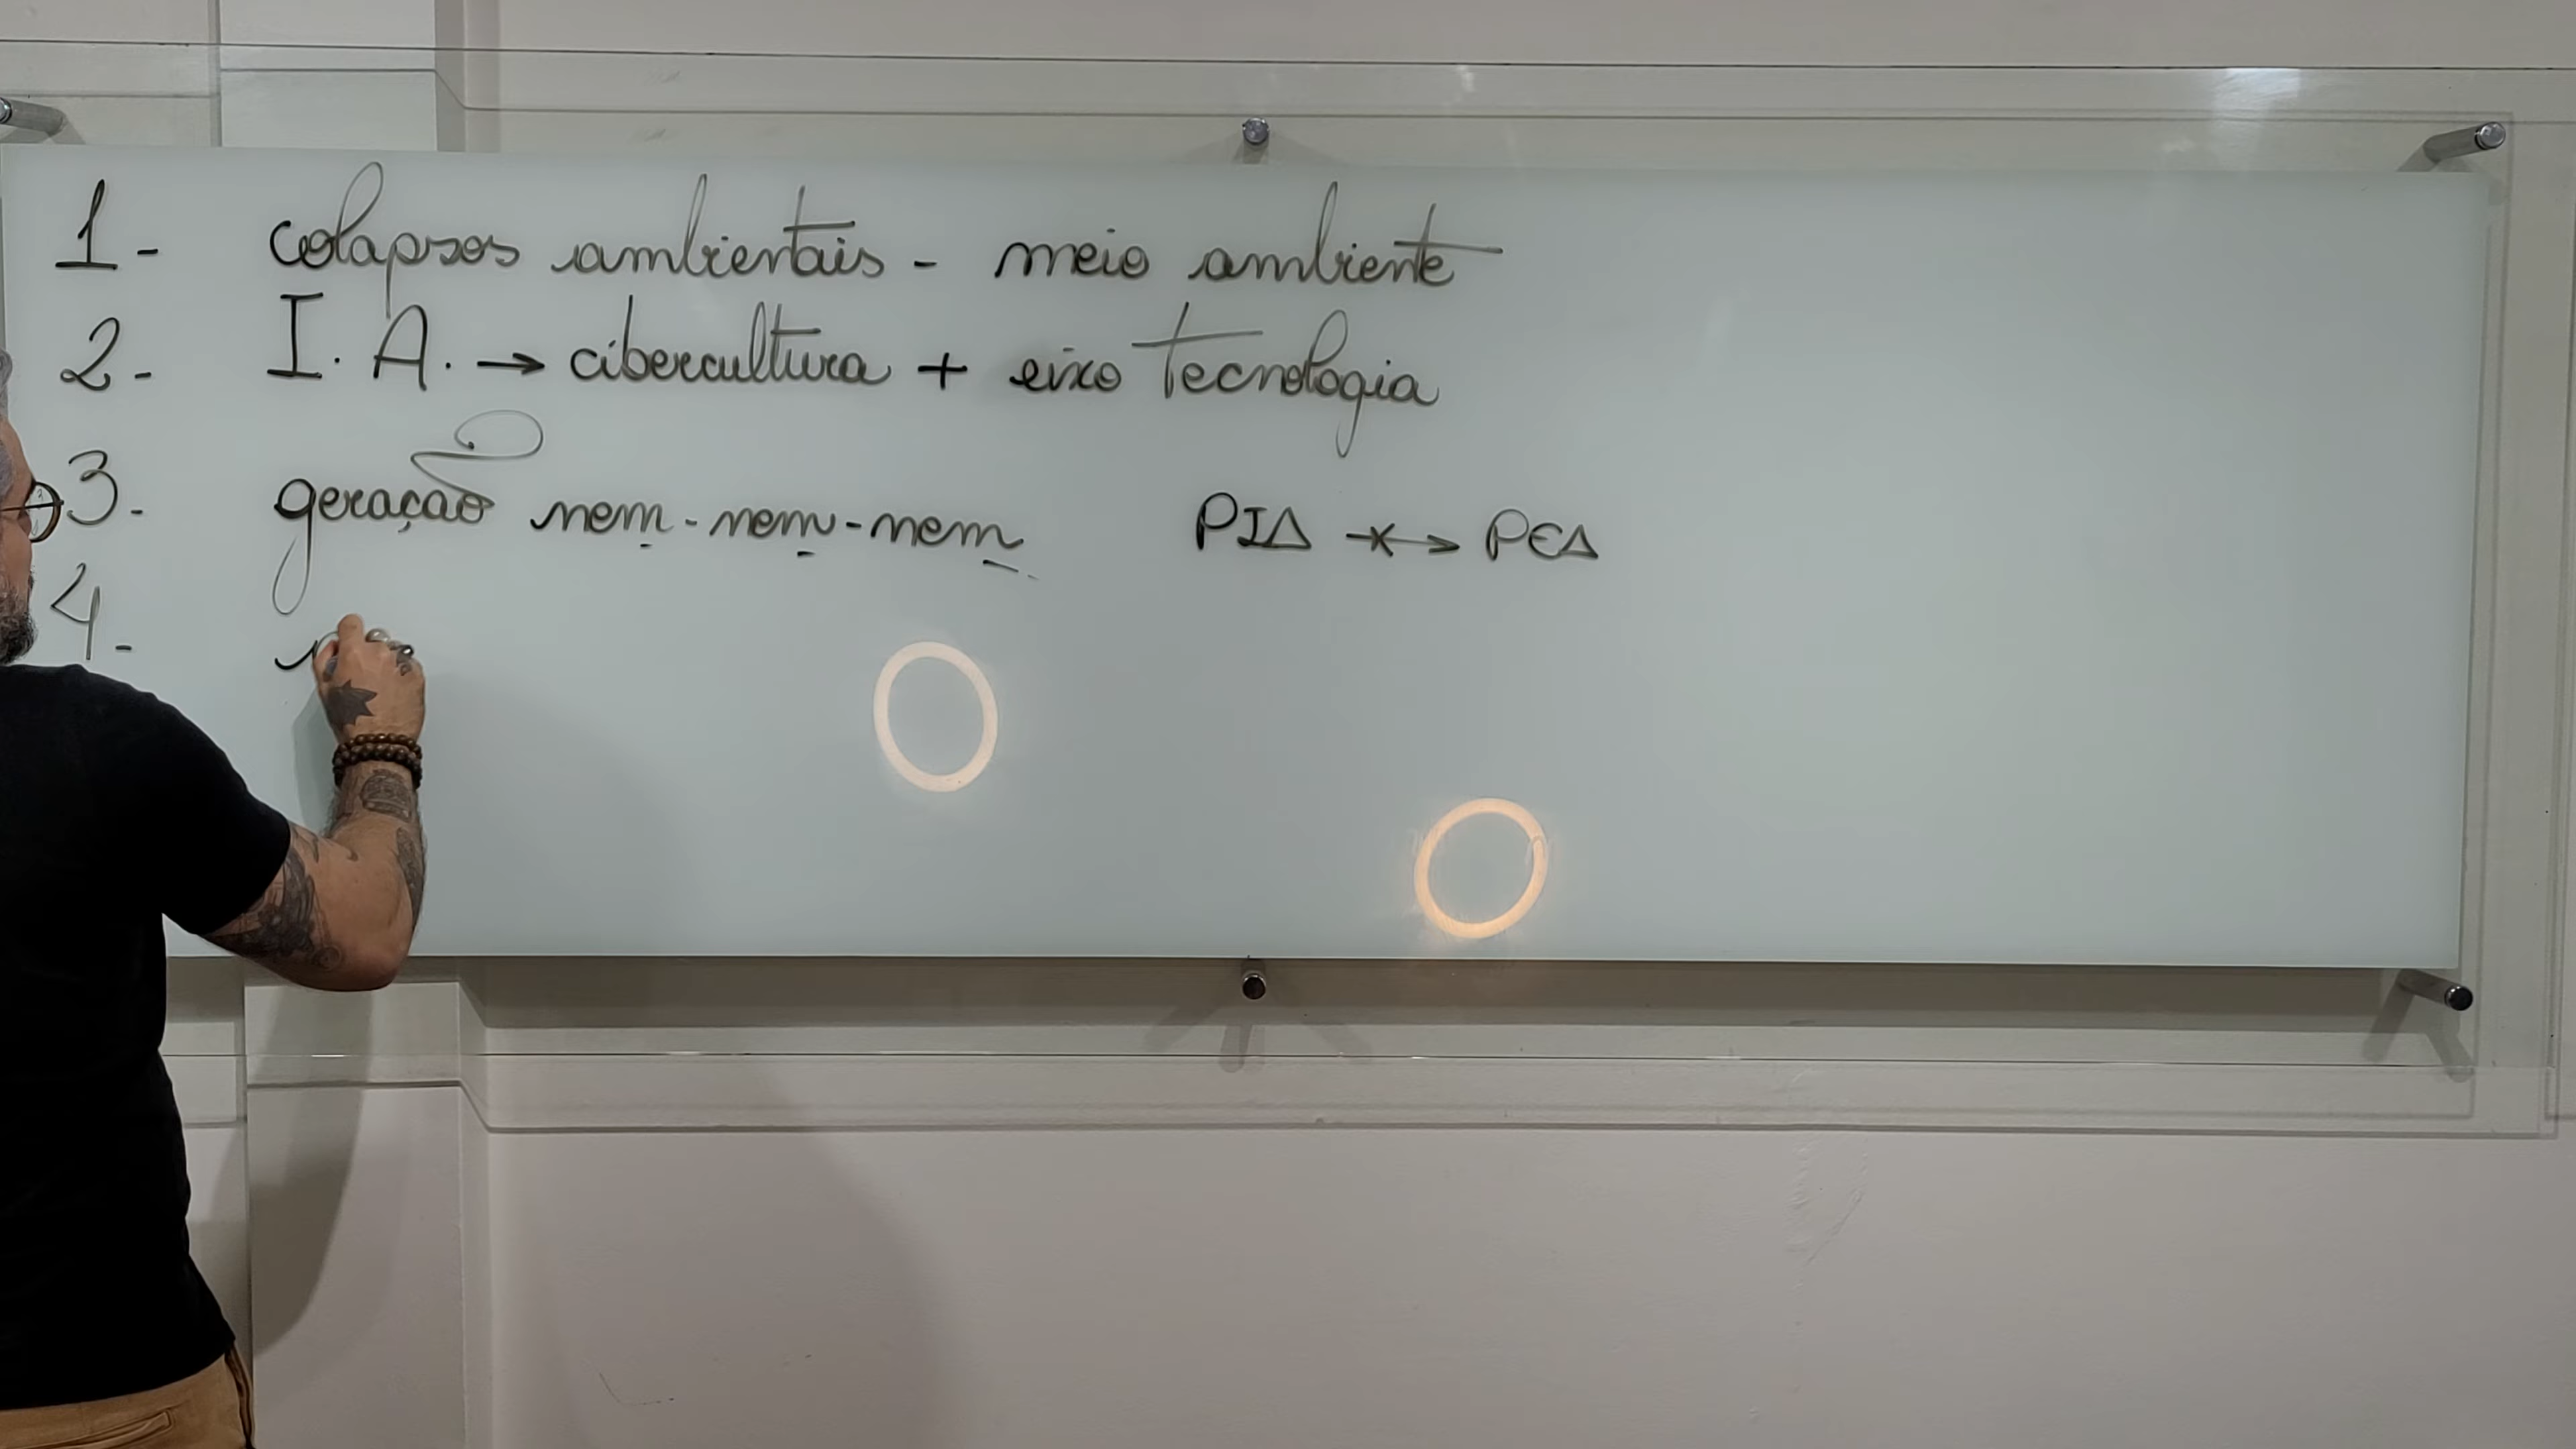 1- colapsos ambientais - meio ambiente
2- I. A. → cibercultura + eixo Tecnologia
3- geração nem-nem-nem PIA ↔ PEA
4-